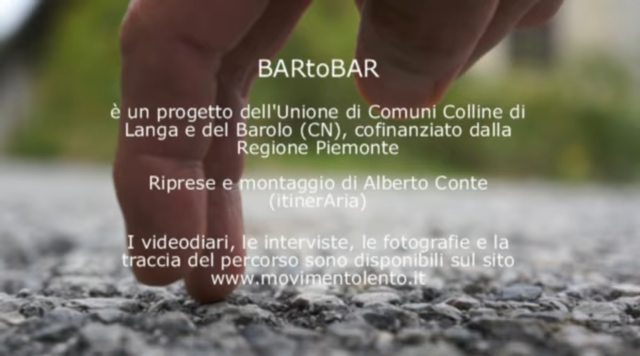 BARtoBAR
è un progetto dell'Unione di Comuni Colline di
Langa e del Barolo (CN), cofinanziato dalla
Regione Piemonte
Riprese e montaggio di Alberto Conte
(itinerAria)
I videodiari, le interviste, le fotografie e la
traccia del percorso sono disponibili sul sito
www.movimentolento.it